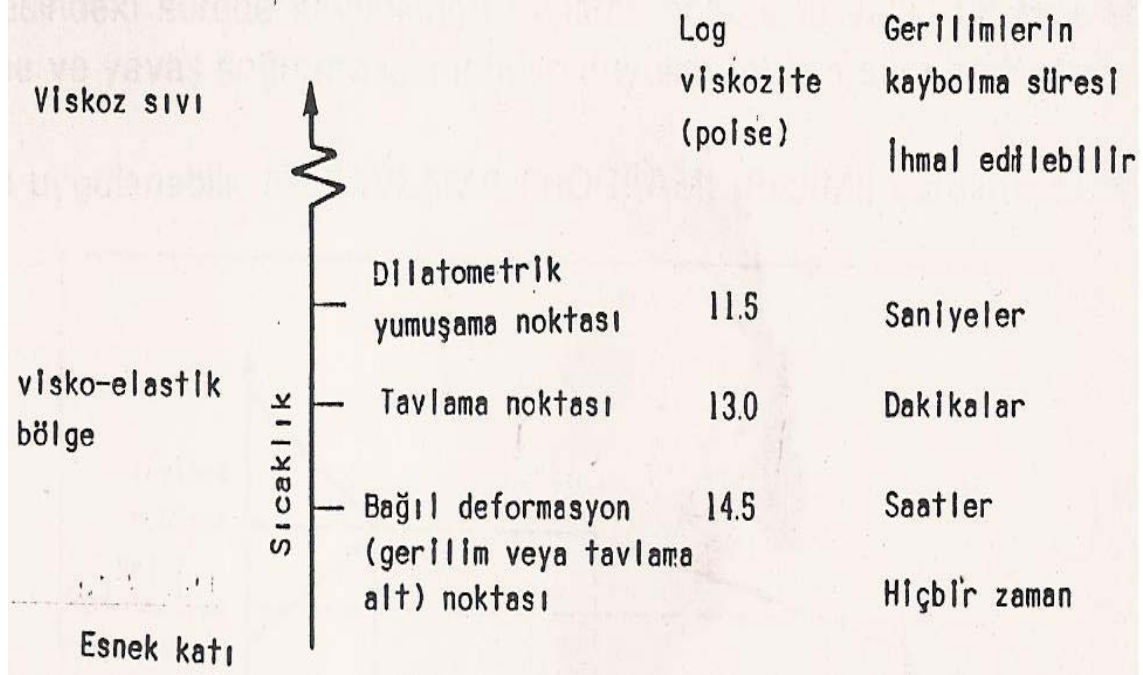 Log
viskozite
(poise)
Gerilimlerin
kaybolma süresi
Viskoz sıvı
İhmal edilebilir
Dilatometrik
yumuşama noktası
11.5
Saniyeler
visko-elastik
bölge
Sıcaklık
Tavlama noktası
13.0
Dakikalar
Bağıl deformasyon
(gerilim veya tavlama
alt) noktası
14.5
Saatler
Hiçbir zaman
Esnek katı